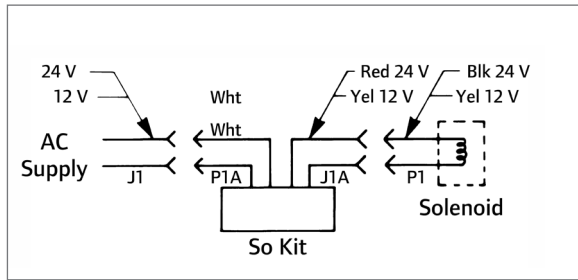 24 V
12 V
Wht
Wht
Red 24 V
Yel 12 V
Blk 24 V
Yel 12 V
AC
Supply
J1
P1A
J1A
P1
Solenoid
So Kit